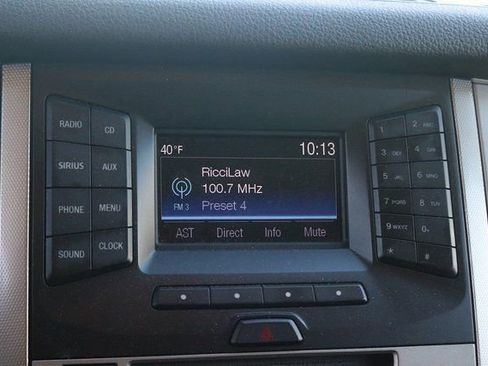 RADIO
CD
SIRIUS
AUX
PHONE
MENU
SOUND
CLOCK
40°F
10:13
RicciLaw
100.7 MHz
FM 3
Preset 4
AST Direct Info Mute
1
2 ABC
3 DEF
4 GHI
5 JKL
6 MNO
7 PQRS
8 TUV
9 WXYZ
0+
*
#